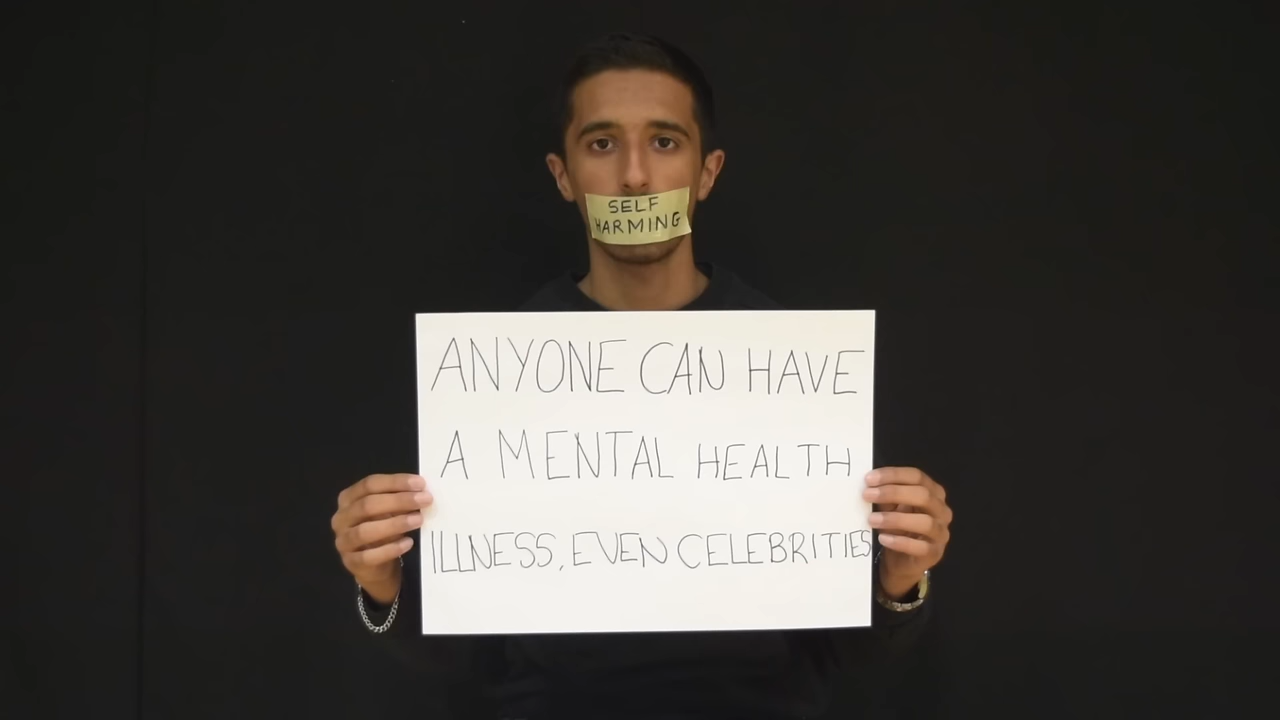 SELF
HARMING
ANYONE CAN HAVE
A MENTAL HEALTH
ILLNESS, EVEN CELEBRITIES